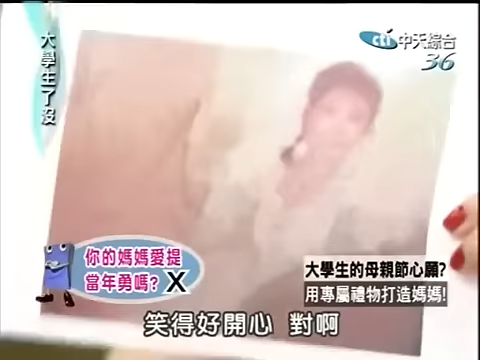 大學生了沒
cti 中天綜合
36
你的媽媽愛提
當年勇嗎? X
大學生的母親節心願?
用專屬禮物打造媽媽!
笑得好開心 對啊